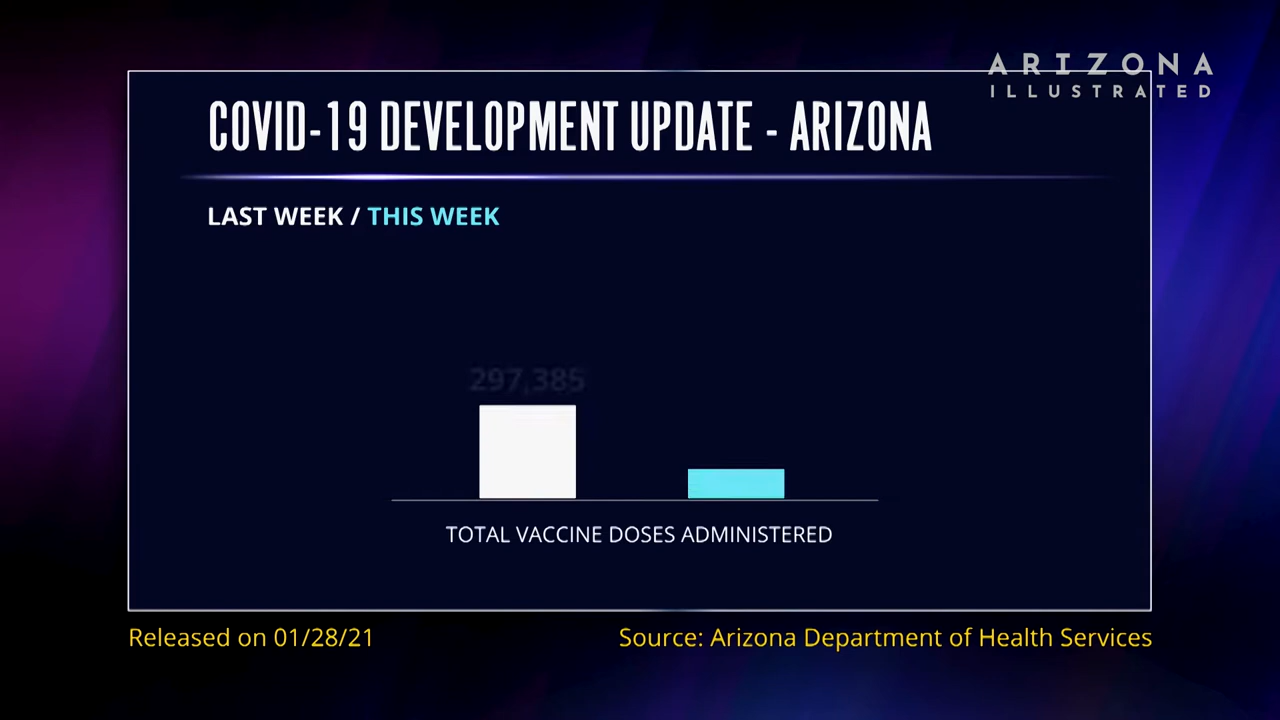 ARIZONA
ILLUSTRATED
COVID-19 DEVELOPMENT UPDATE - ARIZONA
LAST WEEK / THIS WEEK
297,385
TOTAL VACCINE DOSES ADMINISTERED
Released on 01/28/21
Source: Arizona Department of Health Services